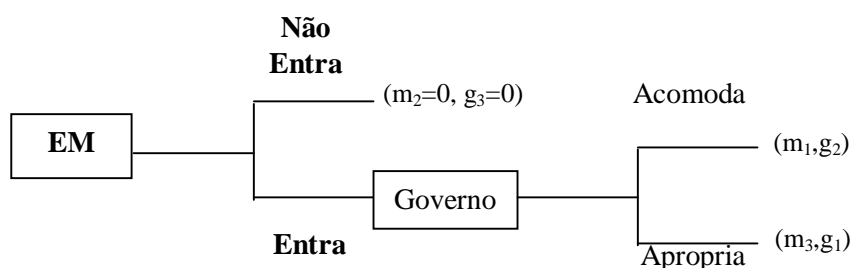 Não
Entra
(m₂=0, g₃=0)
Acomoda
EM
(m₁,g₂)
Governo
Entra
(m₃,g₁)
Apropria